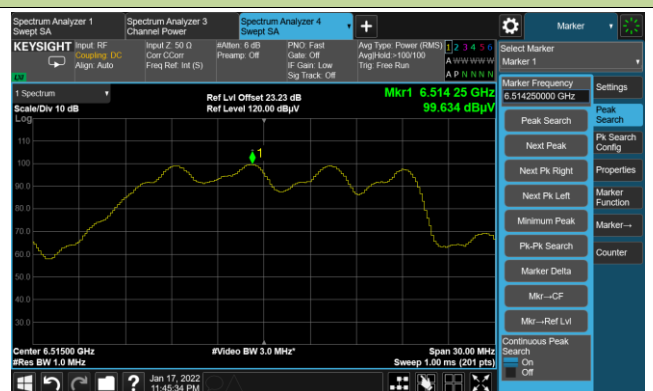 Spectrum Analyzer 1
Swept SA
Spectrum Analyzer 3
Channel Power
Spectrum Analyzer 4
Swept SA
Marker
KEYSIGHT
Input: RF
Coupling: DC
Align: Auto
Input Z: 50 Ω
Corr CCorr
Freq Ref: Int (S)
#Atten: 6 dB
Preamp: Off
PNO: Fast
Gate: Off
IF Gain: Low
Sig Track: Off
Avg Type: Power (RMS)
Avg|Hold:>100/100
Trig: Free Run
1 2 3 4 5 6
A W W W W W
A P N N N N
LXI
Select Marker
Marker 1
1 Spectrum
Scale/Div 10 dB
Ref Lvl Offset 23.23 dB
Ref Level 120.00 dBµV
Mkr1 6.514 25 GHz
99.634 dBµV
Log
110
100
90.0
80.0
70.0
60.0
50.0
40.0
30.0
1
Center 6.51500 GHz
#Res BW 1.0 MHz
#Video BW 3.0 MHz*
Span 30.00 MHz
Sweep 1.00 ms (201 pts)
Jan 17, 2022
11:45:34 PM
Marker Frequency
6.514250000 GHz
Peak Search
Next Peak
Next Pk Right
Next Pk Left
Minimum Peak
Pk-Pk Search
Marker Delta
Mkr→CF
Mkr→Ref Lvl
Continuous Peak
Search
On
Off
Settings
Peak
Search
Pk Search
Config
Properties
Marker
Function
Marker→
Counter